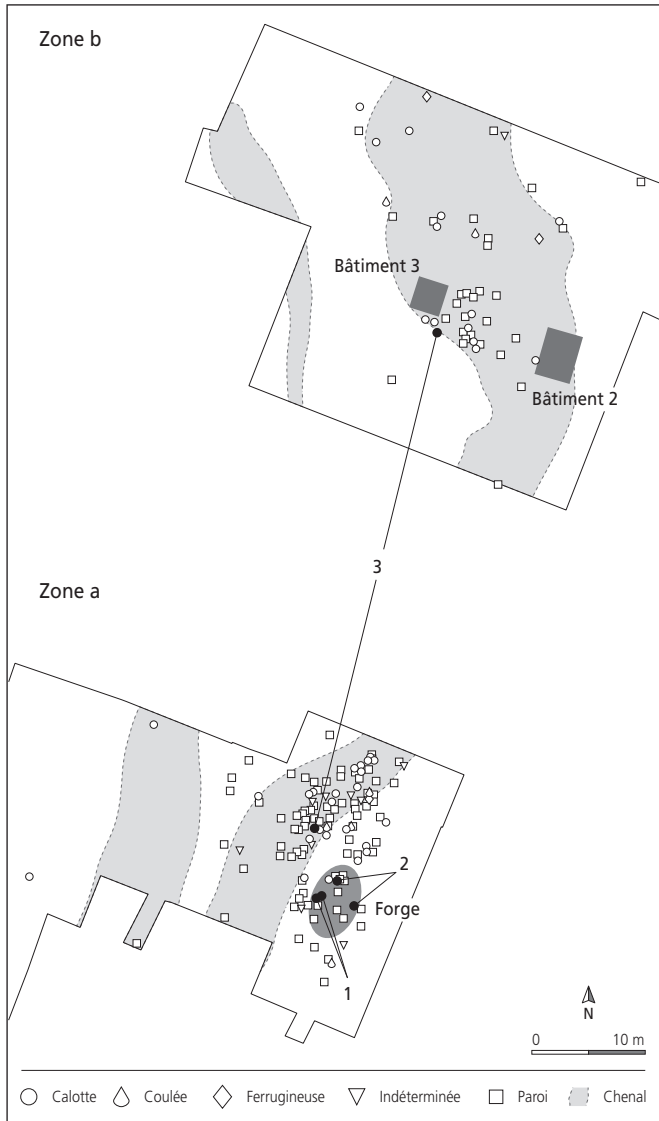 Zone b
Bâtiment 3
Bâtiment 2
3
Zone a
2
Forge
1
N
0 10 m
Calotte Coulée Ferrugineuse Indéterminée Paroi Chenal